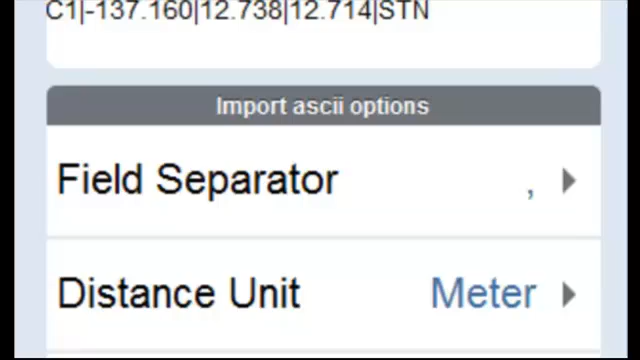 C1|-137.160|12.738|12.714|STN
Import ascii options
Field Separator ,
Distance Unit Meter